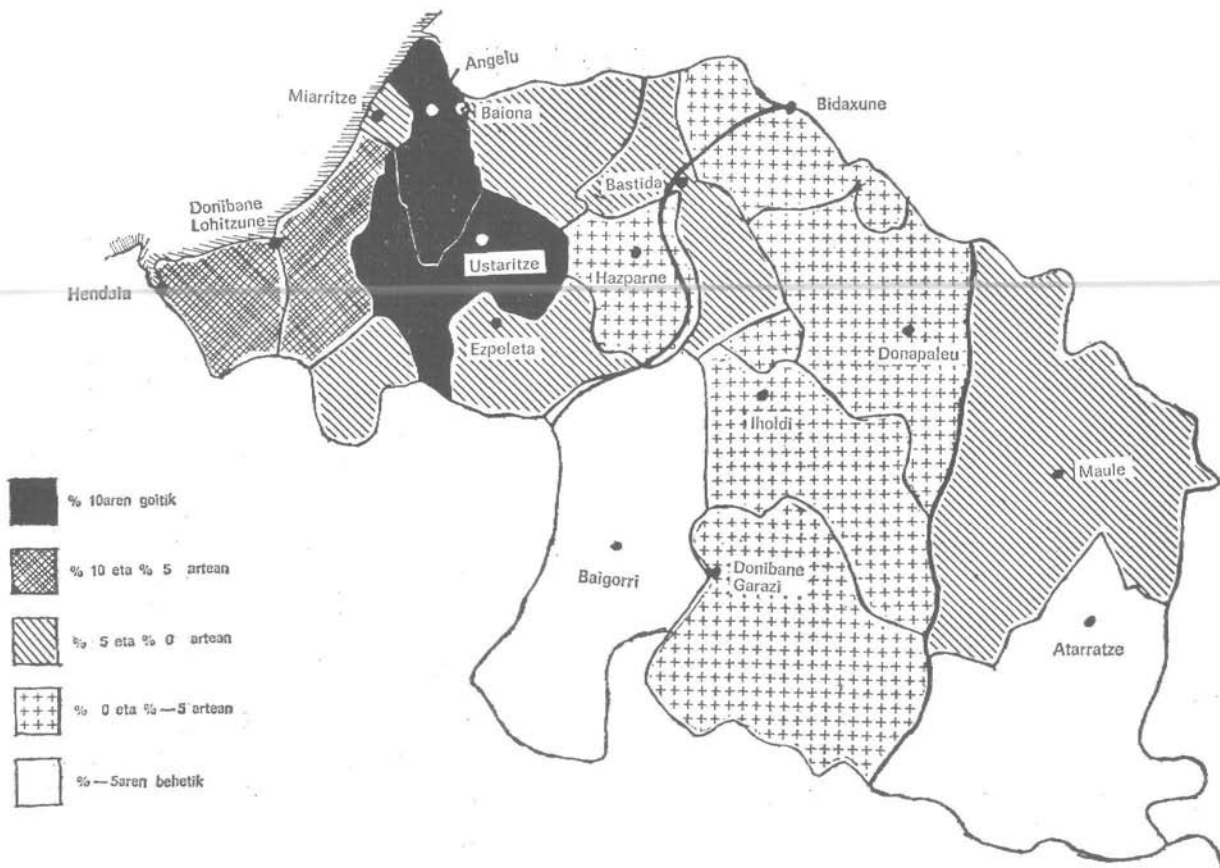 Angelu
Miarritze
Baiona
Bidaxune
Bastida
Donibane
Lohitzune
Ustaritze
Hazparne
Hendaia
Ezpeleta
Donapaleu
Iholdi
Maule
Baigorri
Donibane
Garazi
Atarratze
% 10aren goitik
% 10 eta % 5 artean
% 5 eta % 0 artean
% 0 eta % —5 artean
% —5aren behetik